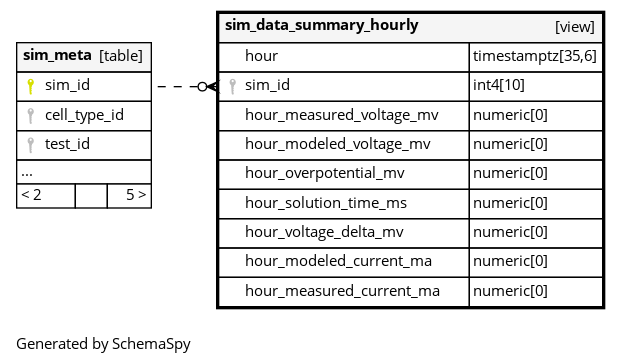 sim_meta [table]
sim_id
cell_type_id
test_id
...
< 2 5 >
sim_data_summary_hourly [view]
hour timestamptz[35,6]
sim_id int4[10]
hour_measured_voltage_mv numeric[0]
hour_modeled_voltage_mv numeric[0]
hour_overpotential_mv numeric[0]
hour_solution_time_ms numeric[0]
hour_voltage_delta_mv numeric[0]
hour_modeled_current_ma numeric[0]
hour_measured_current_ma numeric[0]
Generated by SchemaSpy